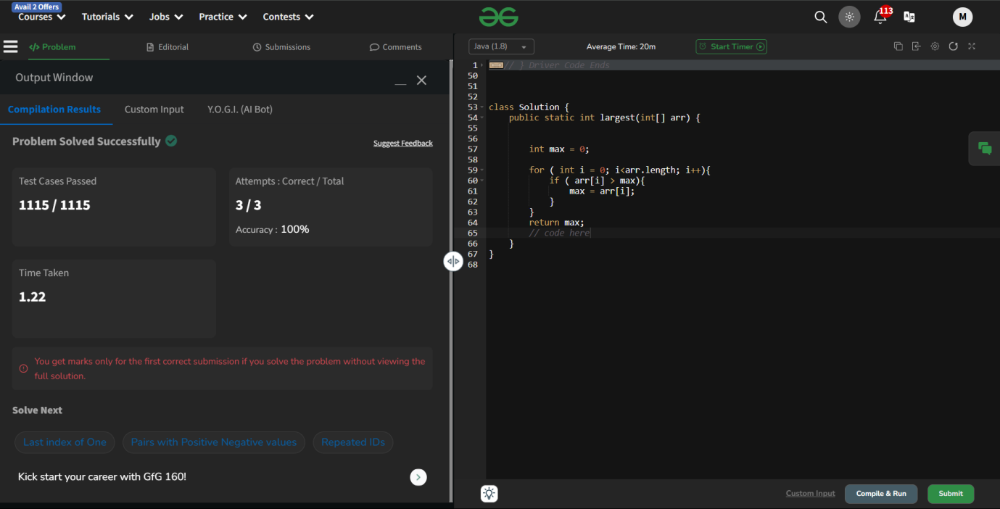 Avail 2 Offers
Courses Tutorials Jobs Practice Contests
113
M
Problem Editorial Submissions Comments
Output Window
Compilation Results Custom Input Y.O.G.I. (AI Bot)
Problem Solved Successfully
Suggest Feedback
Test Cases Passed
1115 / 1115
Attempts : Correct / Total
3 / 3
Accuracy : 100%
Time Taken
1.22
You get marks only for the first correct submission if you solve the problem without viewing the
full solution.
Solve Next
Last index of One Pairs with Positive Negative values Repeated IDs
Kick start your career with GfG 160!
Java (1.8) Average Time: 20m Start Timer
1 // } Driver Code Ends
50
51
52
53 class Solution {
54 public static int largest(int[] arr) {
55
56
57 int max = 0;
58
59 for ( int i = 0; i<arr.length; i++){
60 if ( arr[i] > max){
61 max = arr[i];
62 }
63 }
64 return max;
65 // code here
66 }
67 }
68
Custom Input Compile & Run Submit